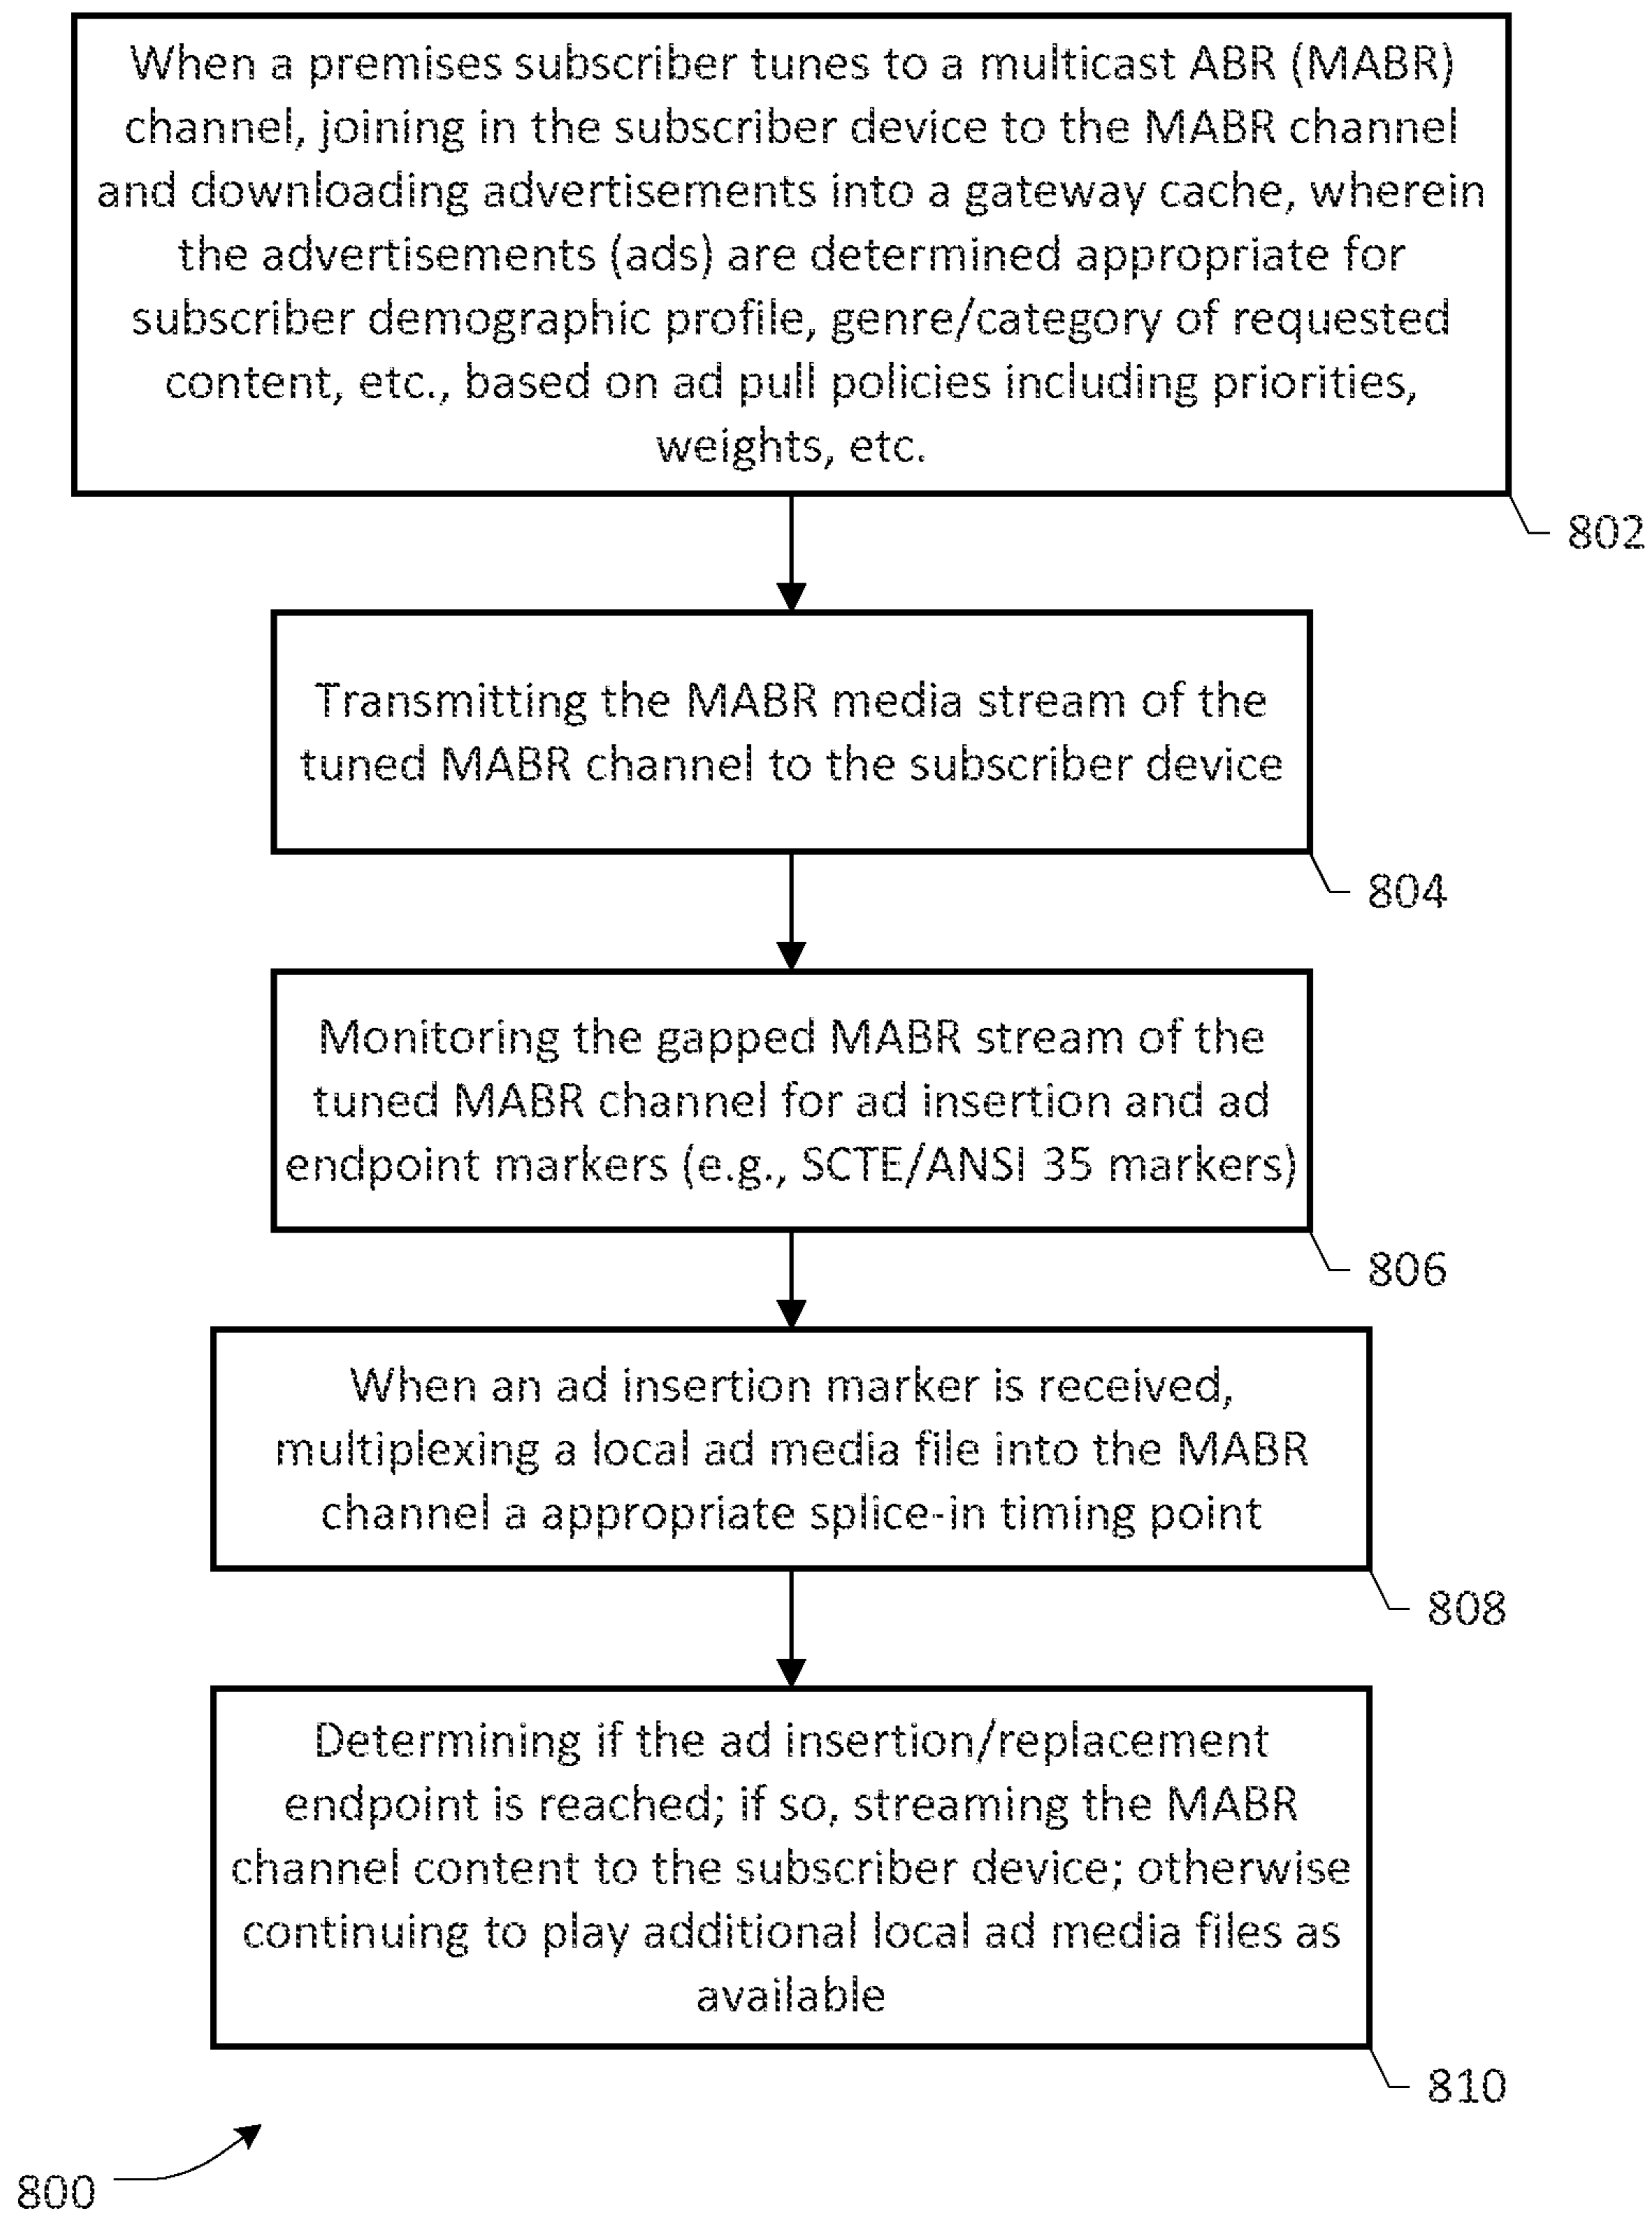 When a premises subscriber tunes to a multicast ABR (MABR)
channel, joining in the subscriber device to the MABR channel
and downloading advertisements into a gateway cache, wherein
the advertisements (ads) are determined appropriate for
subscriber demographic profile, genre/category of requested
content, etc., based on ad pull policies including priorities,
weights, etc.
802
Transmitting the MABR media stream of the
tuned MABR channel to the subscriber device
804
Monitoring the gapped MABR stream of the
tuned MABR channel for ad insertion and ad
endpoint markers (e.g., SCTE/ANSI 35 markers)
806
When an ad insertion marker is received,
multiplexing a local ad media file into the MABR
channel a appropriate splice-in timing point
808
Determining if the ad insertion/replacement
endpoint is reached; if so, streaming the MABR
channel content to the subscriber device; otherwise
continuing to play additional local ad media files as
available
810
800